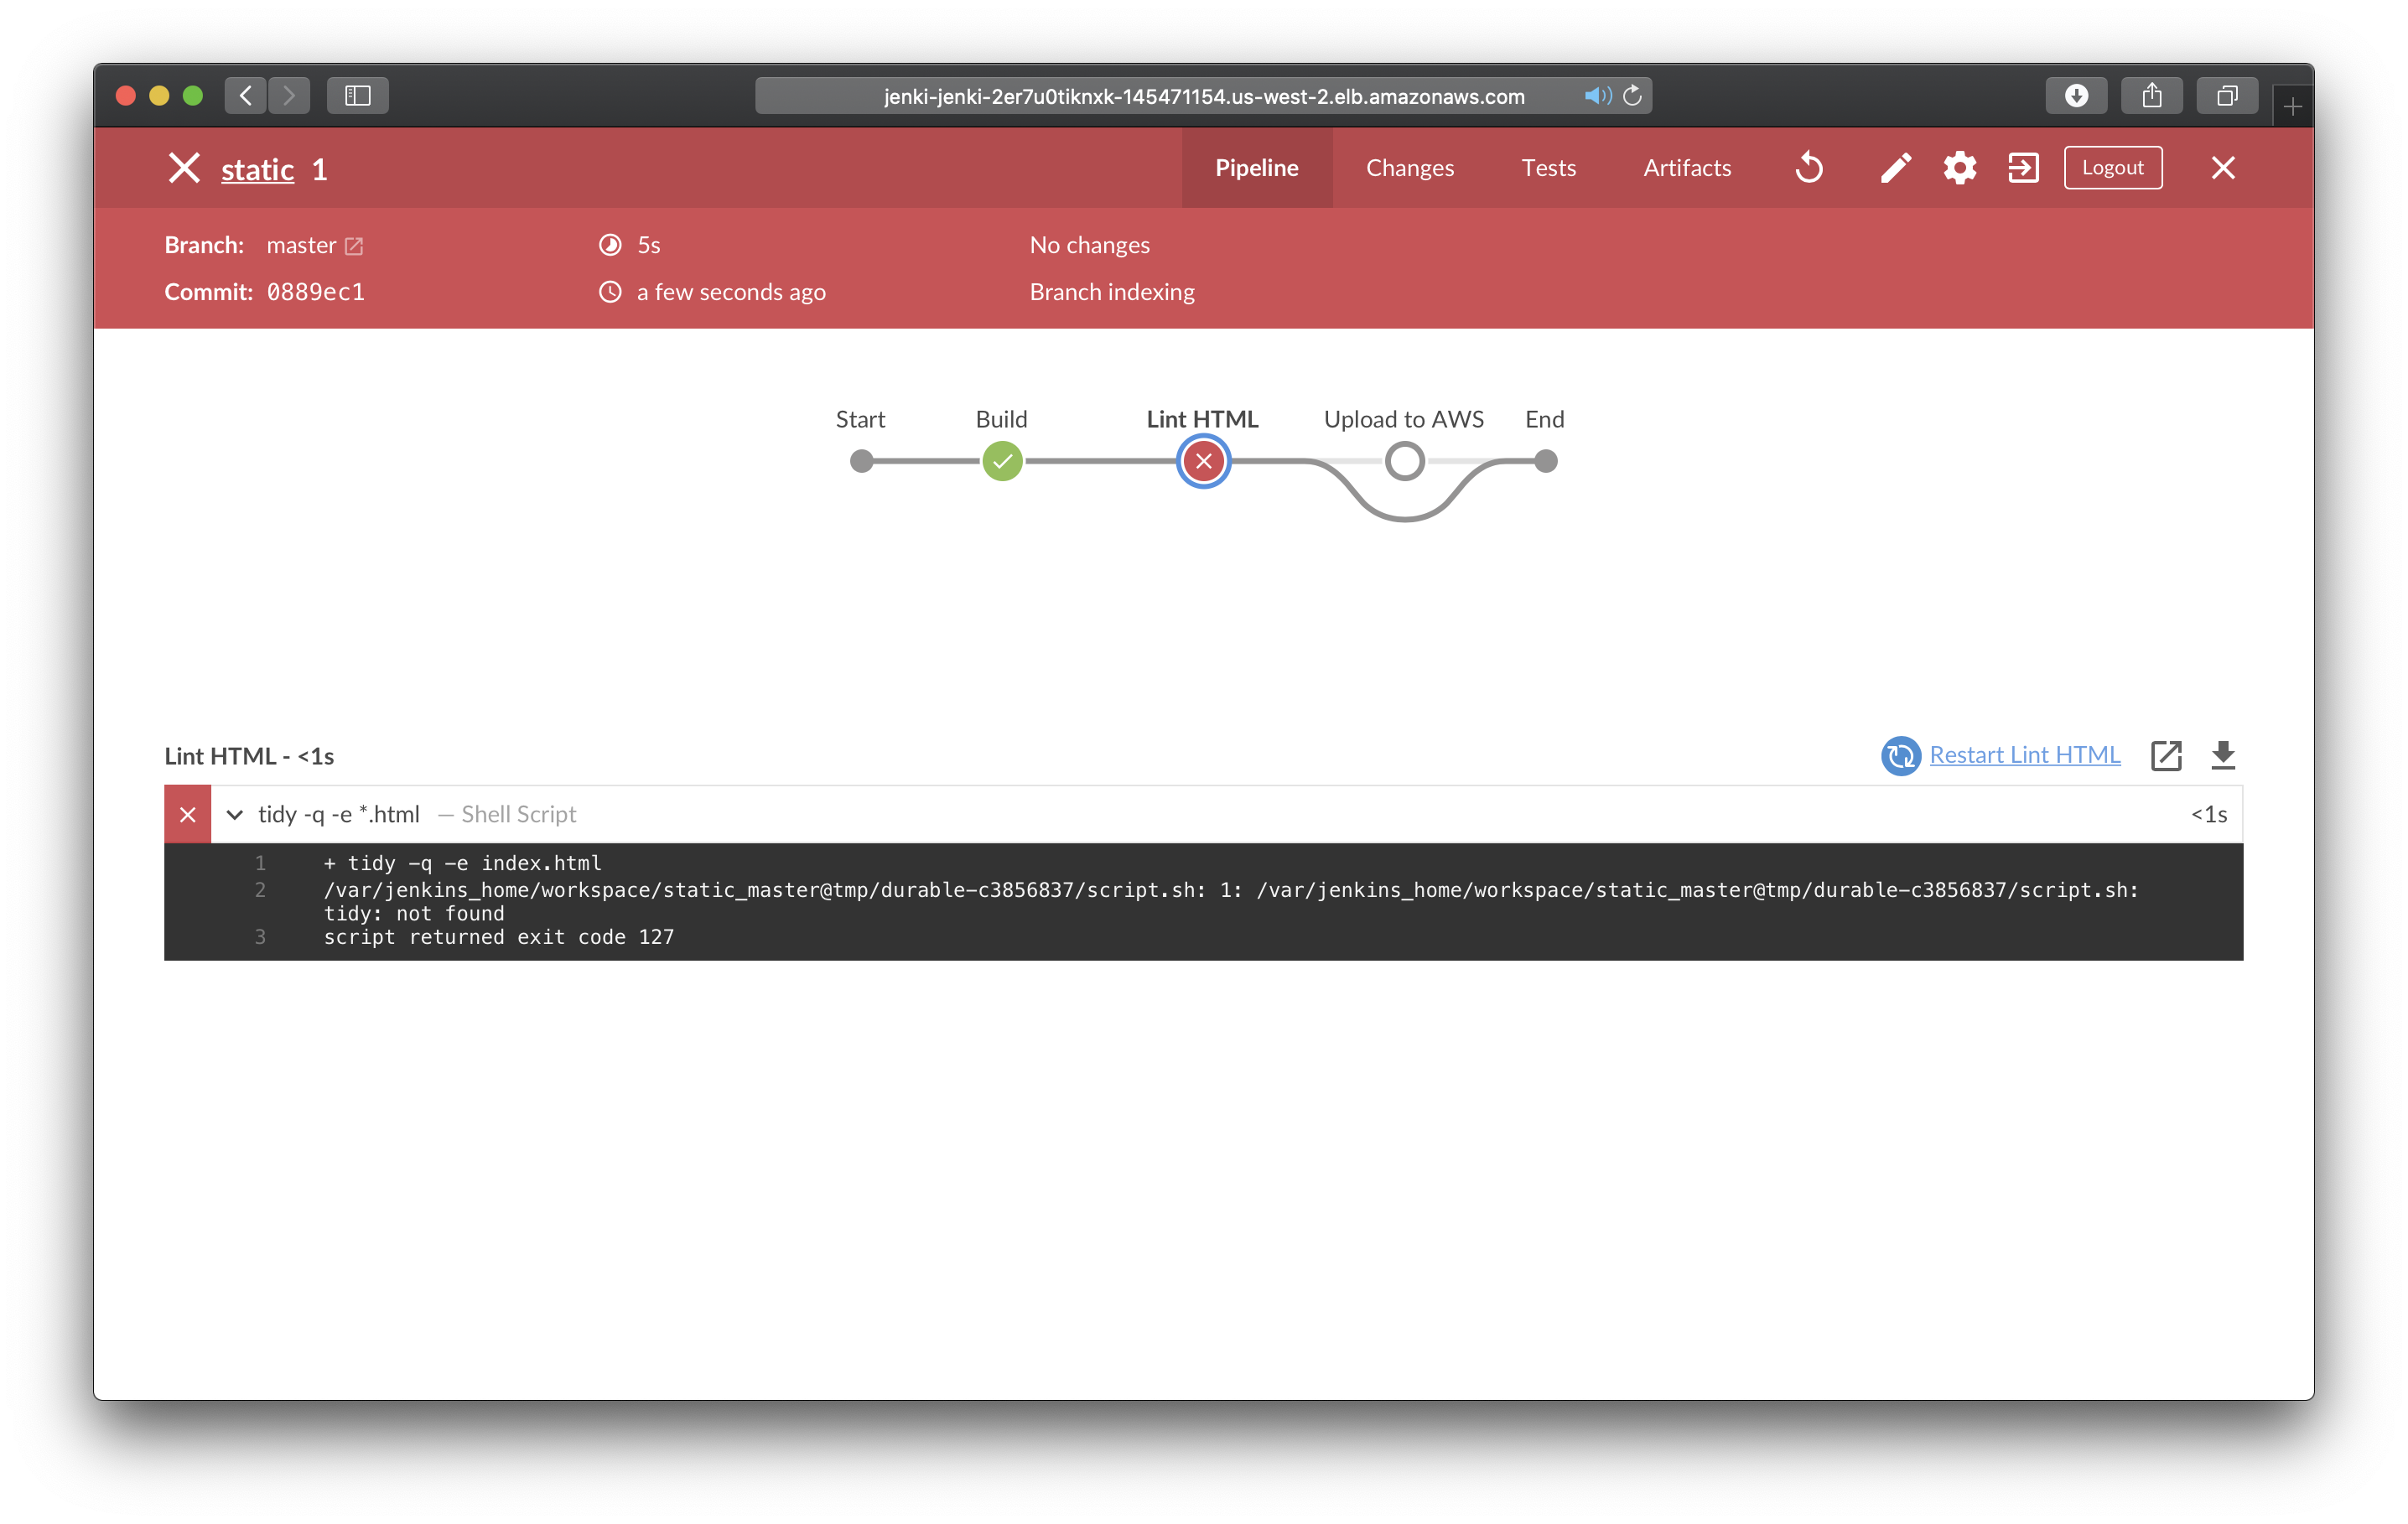 jenki-jenki-2er7u0tiknxk-145471154.us-west-2.elb.amazonaws.com
static 1 Pipeline Changes Tests Artifacts Logout
Branch: master 5s No changes
Commit: 0889ec1 a few seconds ago Branch indexing
Start Build Lint HTML Upload to AWS End
Lint HTML - <1s Restart Lint HTML
tidy -q -e *.html — Shell Script <1s
1 + tidy -q -e index.html
2 /var/jenkins_home/workspace/static_master@tmp/durable-c3856837/script.sh: 1: /var/jenkins_home/workspace/static_master@tmp/durable-c3856837/script.sh:
tidy: not found
3 script returned exit code 127